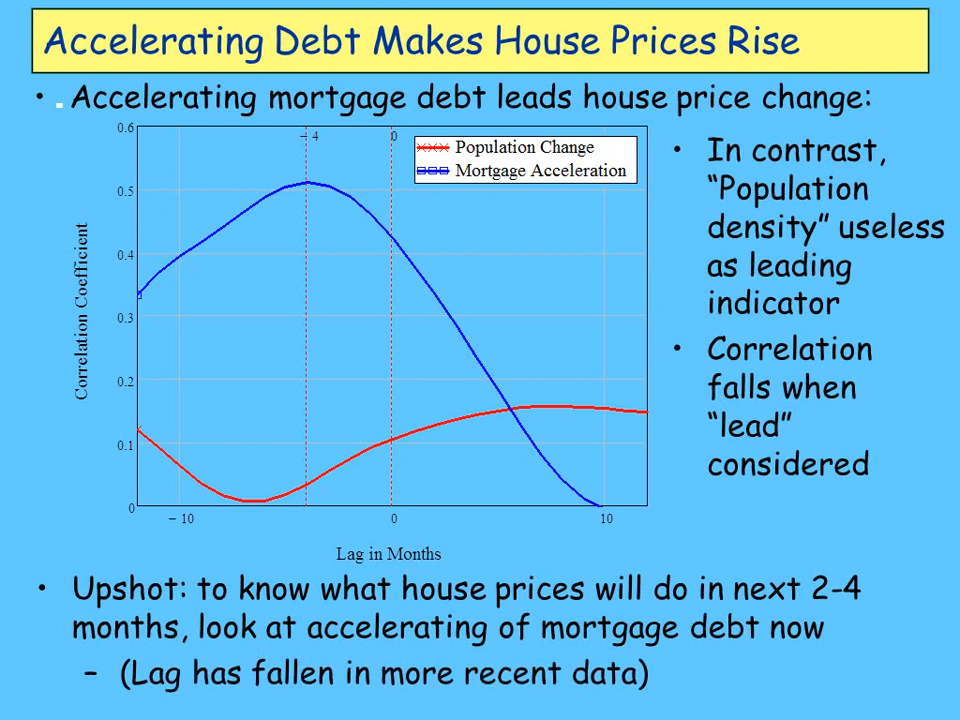 Accelerating Debt Makes House Prices Rise
• Accelerating mortgage debt leads house price change:
0.6
0.5
0.4
0.3
0.2
0.1
0
Correlation Coefficient
– 4
0
Population Change
Mortgage Acceleration
– 10
0
10
Lag in Months
• In contrast,
“Population
density” useless
as leading
indicator
• Correlation
falls when
“lead”
considered
• Upshot: to know what house prices will do in next 2-4
months, look at accelerating of mortgage debt now
– (Lag has fallen in more recent data)